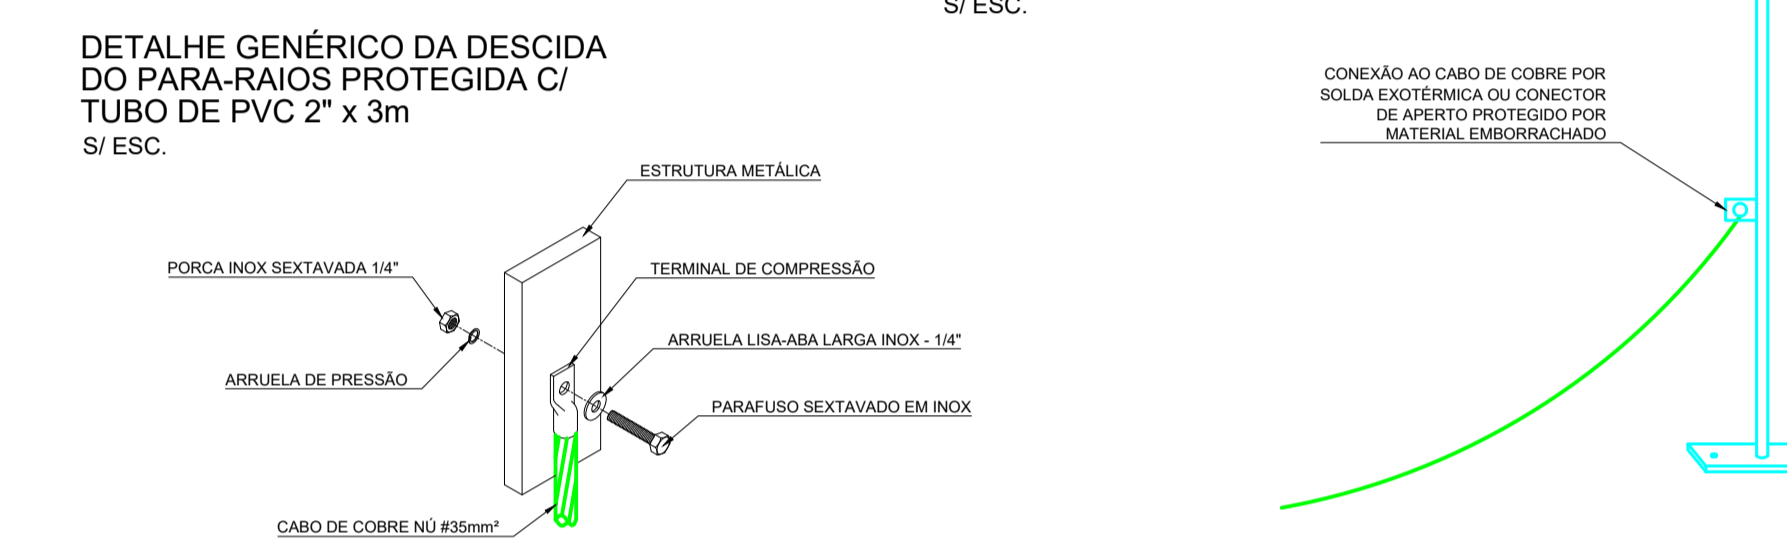 S/ ESC.
DETALHE GENÉRICO DA DESCIDA
DO PARA-RAIOS PROTEGIDA C/
TUBO DE PVC 2" x 3m
S/ ESC.
CONEXÃO AO CABO DE COBRE POR
SOLDA EXOTÉRMICA OU CONECTOR
DE APERTO PROTEGIDO POR
MATERIAL EMBORRACHADO
ESTRUTURA METÁLICA
PORCA INOX SEXTAVADA 1/4"
TERMINAL DE COMPRESSÃO
ARRUELA LISA-ABA LARGA INOX - 1/4"
ARRUELA DE PRESSÃO
PARAFUSO SEXTAVADO EM INOX
CABO DE COBRE NÚ #35mm²